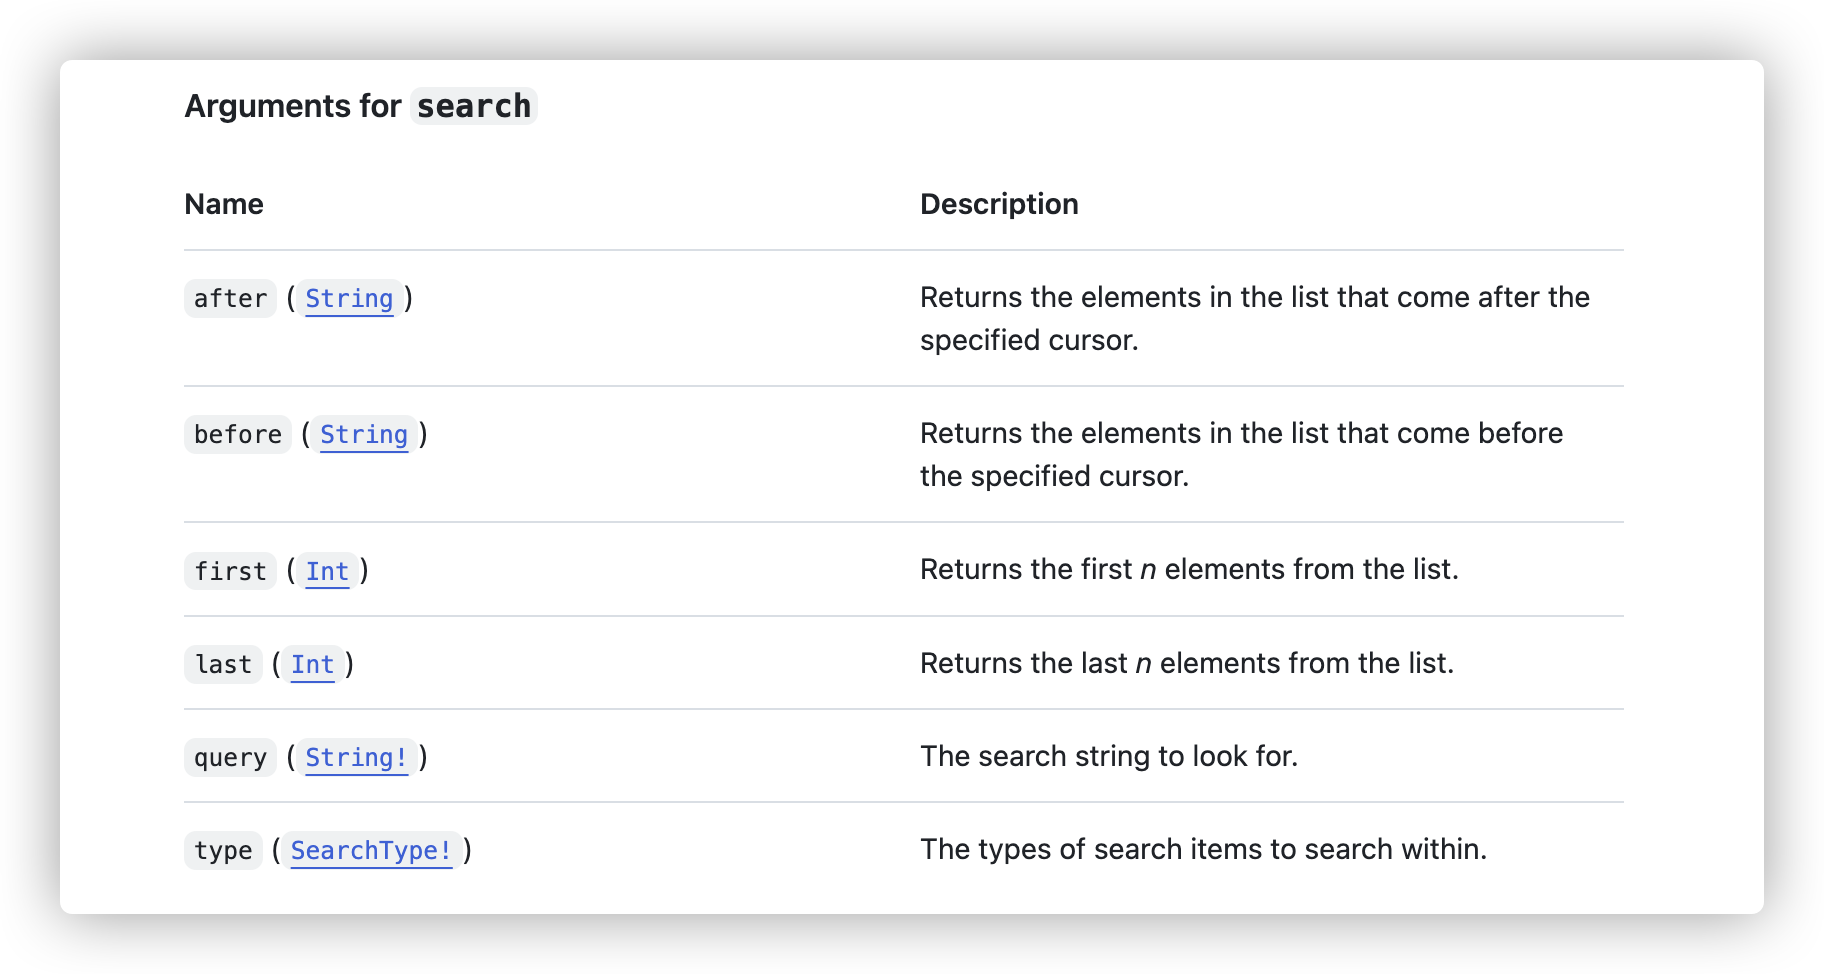 Arguments for search
Name Description
after (String) Returns the elements in the list that come after the
specified cursor.
before (String) Returns the elements in the list that come before
the specified cursor.
first (Int) Returns the first n elements from the list.
last (Int) Returns the last n elements from the list.
query (String!) The search string to look for.
type (SearchType!) The types of search items to search within.